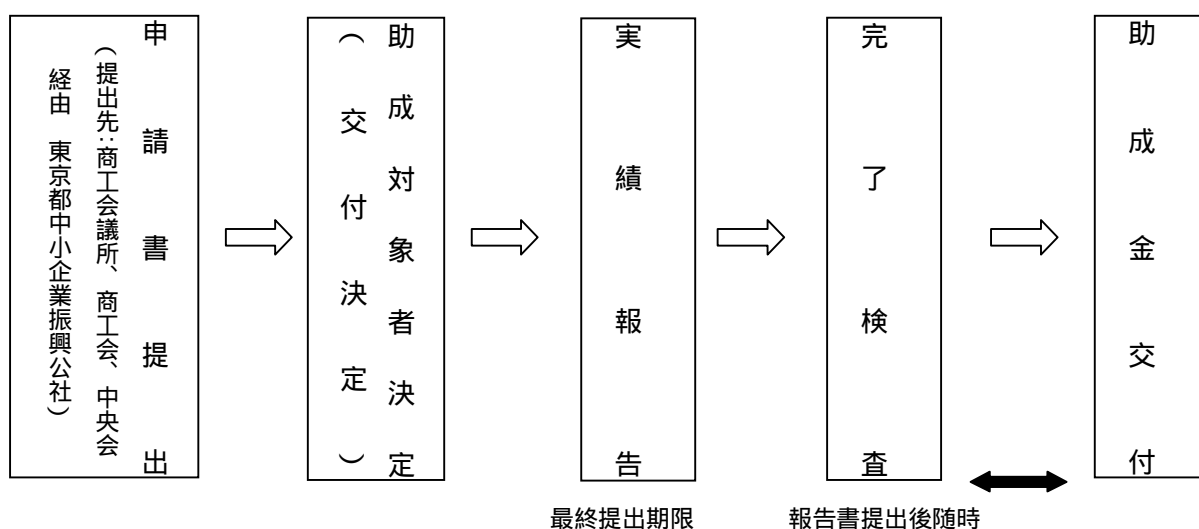 申請書提出
(提出先:商工会議所、商工会、中央会
経由 東京都中小企業振興公社)
助成対象者決定
(交付決定)
実績報告
完了検査
助成金交付
最終提出期限
報告書提出後随時